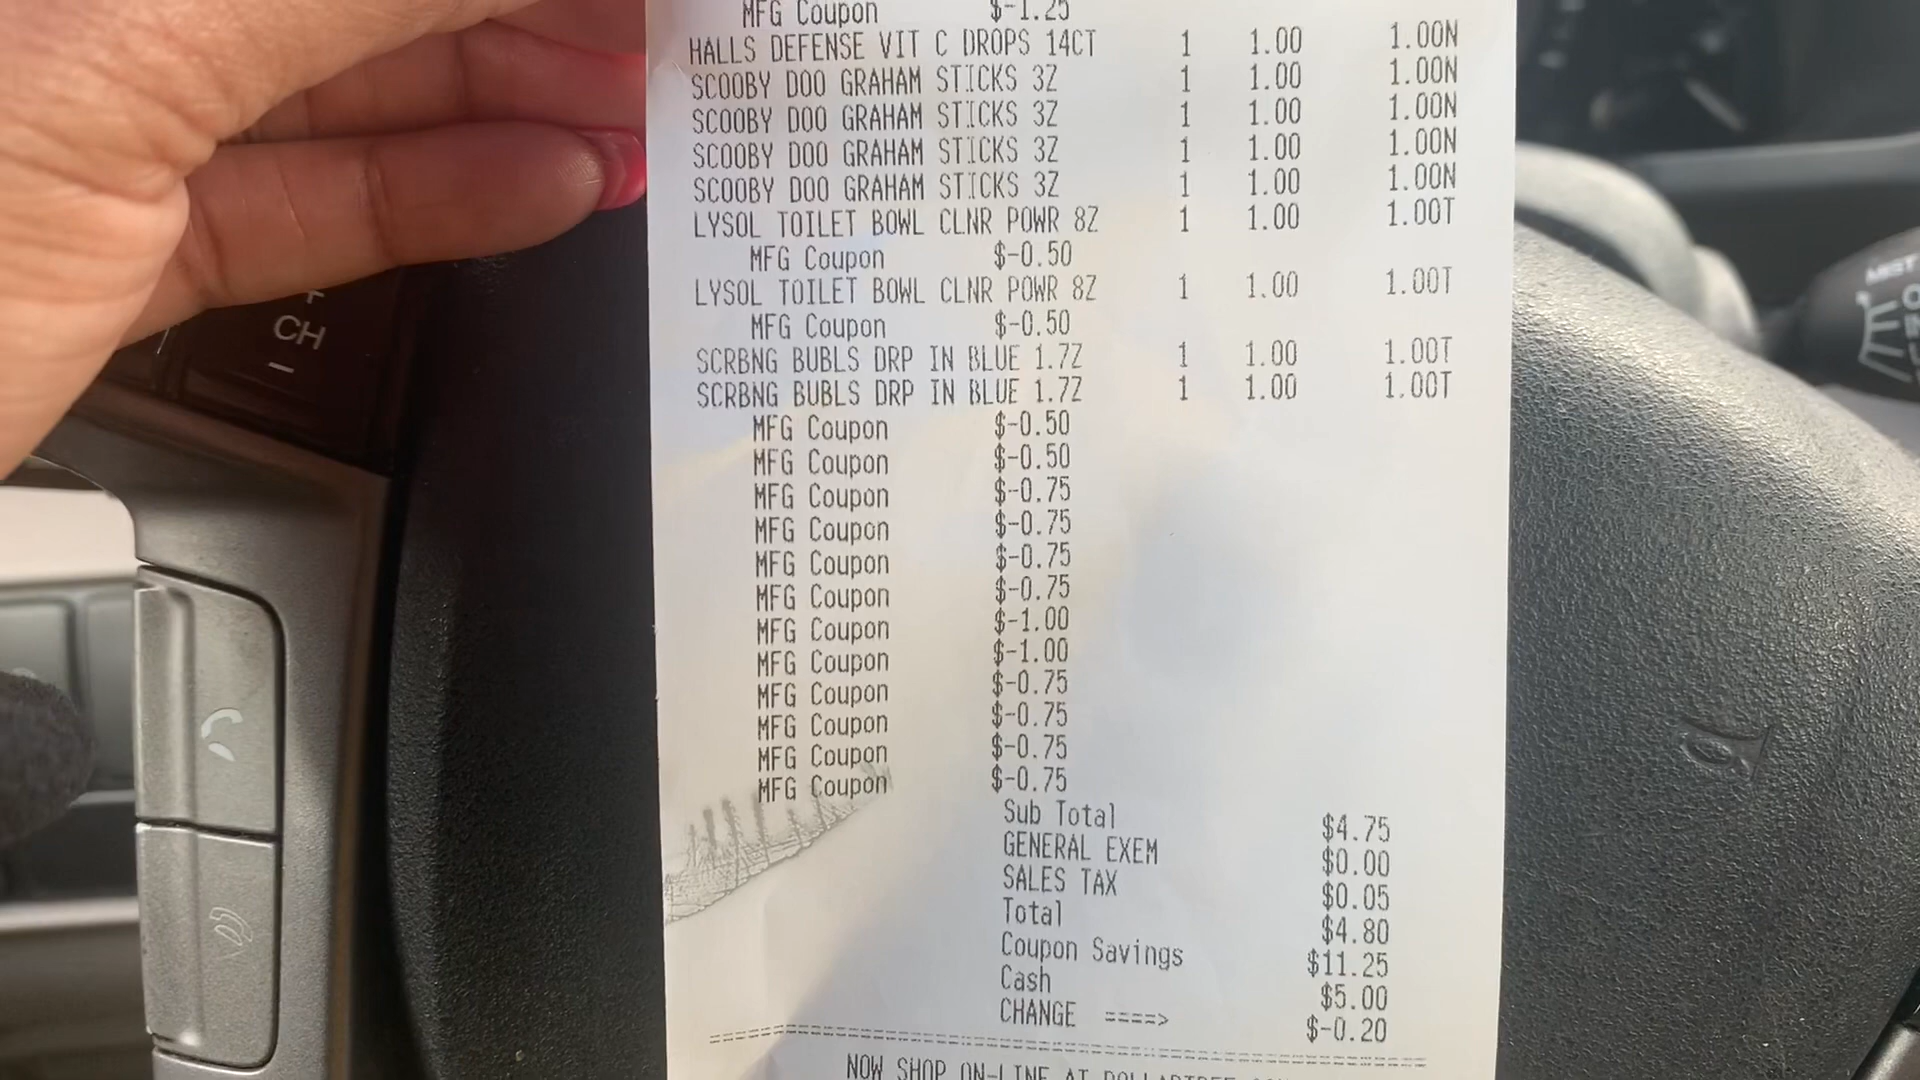 MFG Coupon $-1.25
HALLS DEFENSE VIT C DROPS 14CT 1 1.00 1.00N
SCOOBY DOO GRAHAM STICKS 3Z 1 1.00 1.00N
SCOOBY DOO GRAHAM STICKS 3Z 1 1.00 1.00N
SCOOBY DOO GRAHAM STICKS 3Z 1 1.00 1.00N
SCOOBY DOO GRAHAM STICKS 3Z 1 1.00 1.00N
LYSOL TOILET BOWL CLNR POWR 8Z 1 1.00 1.00T
MFG Coupon $-0.50
LYSOL TOILET BOWL CLNR POWR 8Z 1 1.00 1.00T
MFG Coupon $-0.50
SCRBNG BUBLS DRP IN BLUE 1.7Z 1 1.00 1.00T
SCRBNG BUBLS DRP IN BLUE 1.7Z 1 1.00 1.00T
MFG Coupon $-0.50
MFG Coupon $-0.50
MFG Coupon $-0.75
MFG Coupon $-0.75
MFG Coupon $-0.75
MFG Coupon $-0.75
MFG Coupon $-1.00
MFG Coupon $-1.00
MFG Coupon $-0.75
MFG Coupon $-0.75
MFG Coupon $-0.75
MFG Coupon $-0.75
Sub Total $4.75
GENERAL EXEM $0.00
SALES TAX $0.05
Total $4.80
Coupon Savings $11.25
Cash $5.00
CHANGE ====> $-0.20
NOW SHOP ON-LINE AT
+
CH
−
MIST